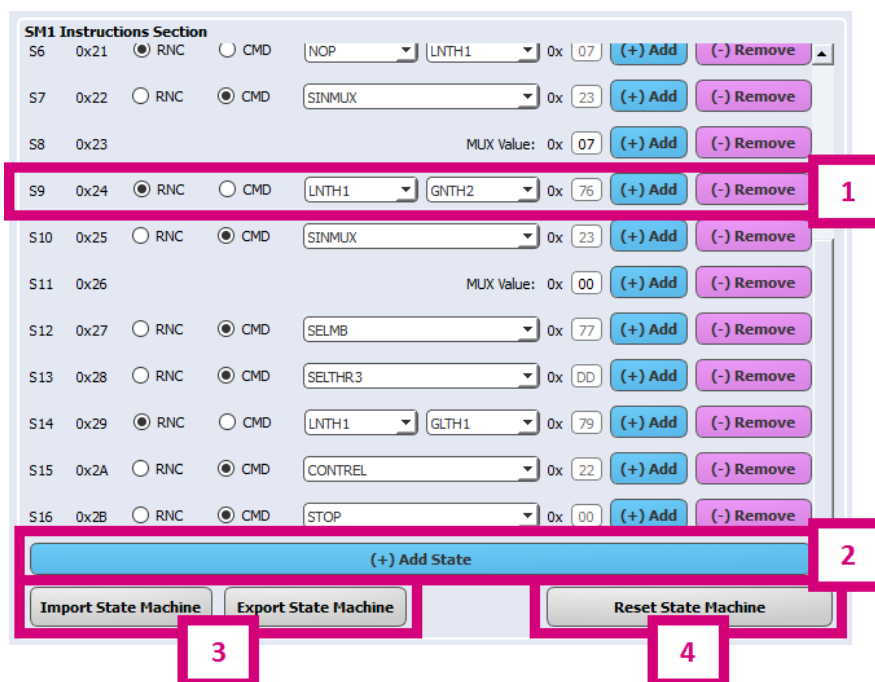 SM1 Instructions Section
S6 0x21 RNC CMD NOP LNTH1 0x 07 (+) Add (-) Remove
S7 0x22 RNC CMD SINMUX 0x 23 (+) Add (-) Remove
S8 0x23 MUX Value: 0x 07 (+) Add (-) Remove
S9 0x24 RNC CMD LNTH1 GNTH2 0x 76 (+) Add (-) Remove 1
S10 0x25 RNC CMD SINMUX 0x 23 (+) Add (-) Remove
S11 0x26 MUX Value: 0x 00 (+) Add (-) Remove
S12 0x27 RNC CMD SELMB 0x 77 (+) Add (-) Remove
S13 0x28 RNC CMD SELTHR3 0x DD (+) Add (-) Remove
S14 0x29 RNC CMD LNTH1 GLTH1 0x 79 (+) Add (-) Remove
S15 0x2A RNC CMD CONTREL 0x 22 (+) Add (-) Remove
S16 0x2B RNC CMD STOP 0x 00 (+) Add (-) Remove
(+) Add State 2
Import State Machine Export State Machine Reset State Machine
3 4